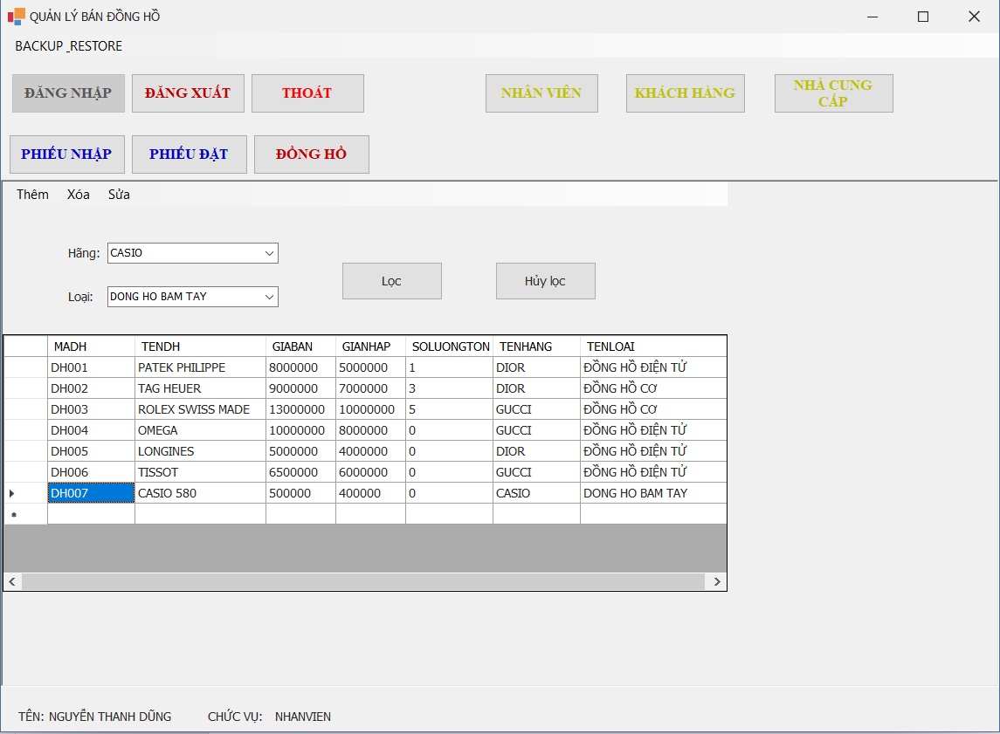 QUẢN LÝ BÁN ĐỒNG HỒ
BACKUP _RESTORE
ĐĂNG NHẬP ĐĂNG XUẤT THOÁT NHÂN VIÊN KHÁCH HÀNG NHÀ CUNG CẤP
PHIẾU NHẬP PHIẾU ĐẶT ĐỒNG HỒ
Thêm Xóa Sửa
Hãng: CASIO
Lọc Hủy lọc
Loại: DONG HO BAM TAY
MADH TENDH GIABAN GIANHAP SOLUONGTON TENHANG TENLOAI
DH001 PATEK PHILIPPE 8000000 5000000 1 DIOR ĐỒNG HỒ ĐIỆN TỬ
DH002 TAG HEUER 9000000 7000000 3 DIOR ĐỒNG HỒ CƠ
DH003 ROLEX SWISS MADE 13000000 10000000 5 GUCCI ĐỒNG HỒ CƠ
DH004 OMEGA 10000000 8000000 0 GUCCI ĐỒNG HỒ ĐIỆN TỬ
DH005 LONGINES 5000000 4000000 0 DIOR ĐỒNG HỒ ĐIỆN TỬ
DH006 TISSOT 6500000 6000000 0 GUCCI ĐỒNG HỒ ĐIỆN TỬ
DH007 CASIO 580 500000 400000 0 CASIO DONG HO BAM TAY
TÊN: NGUYỄN THANH DŨNG CHỨC VỤ: NHANVIEN